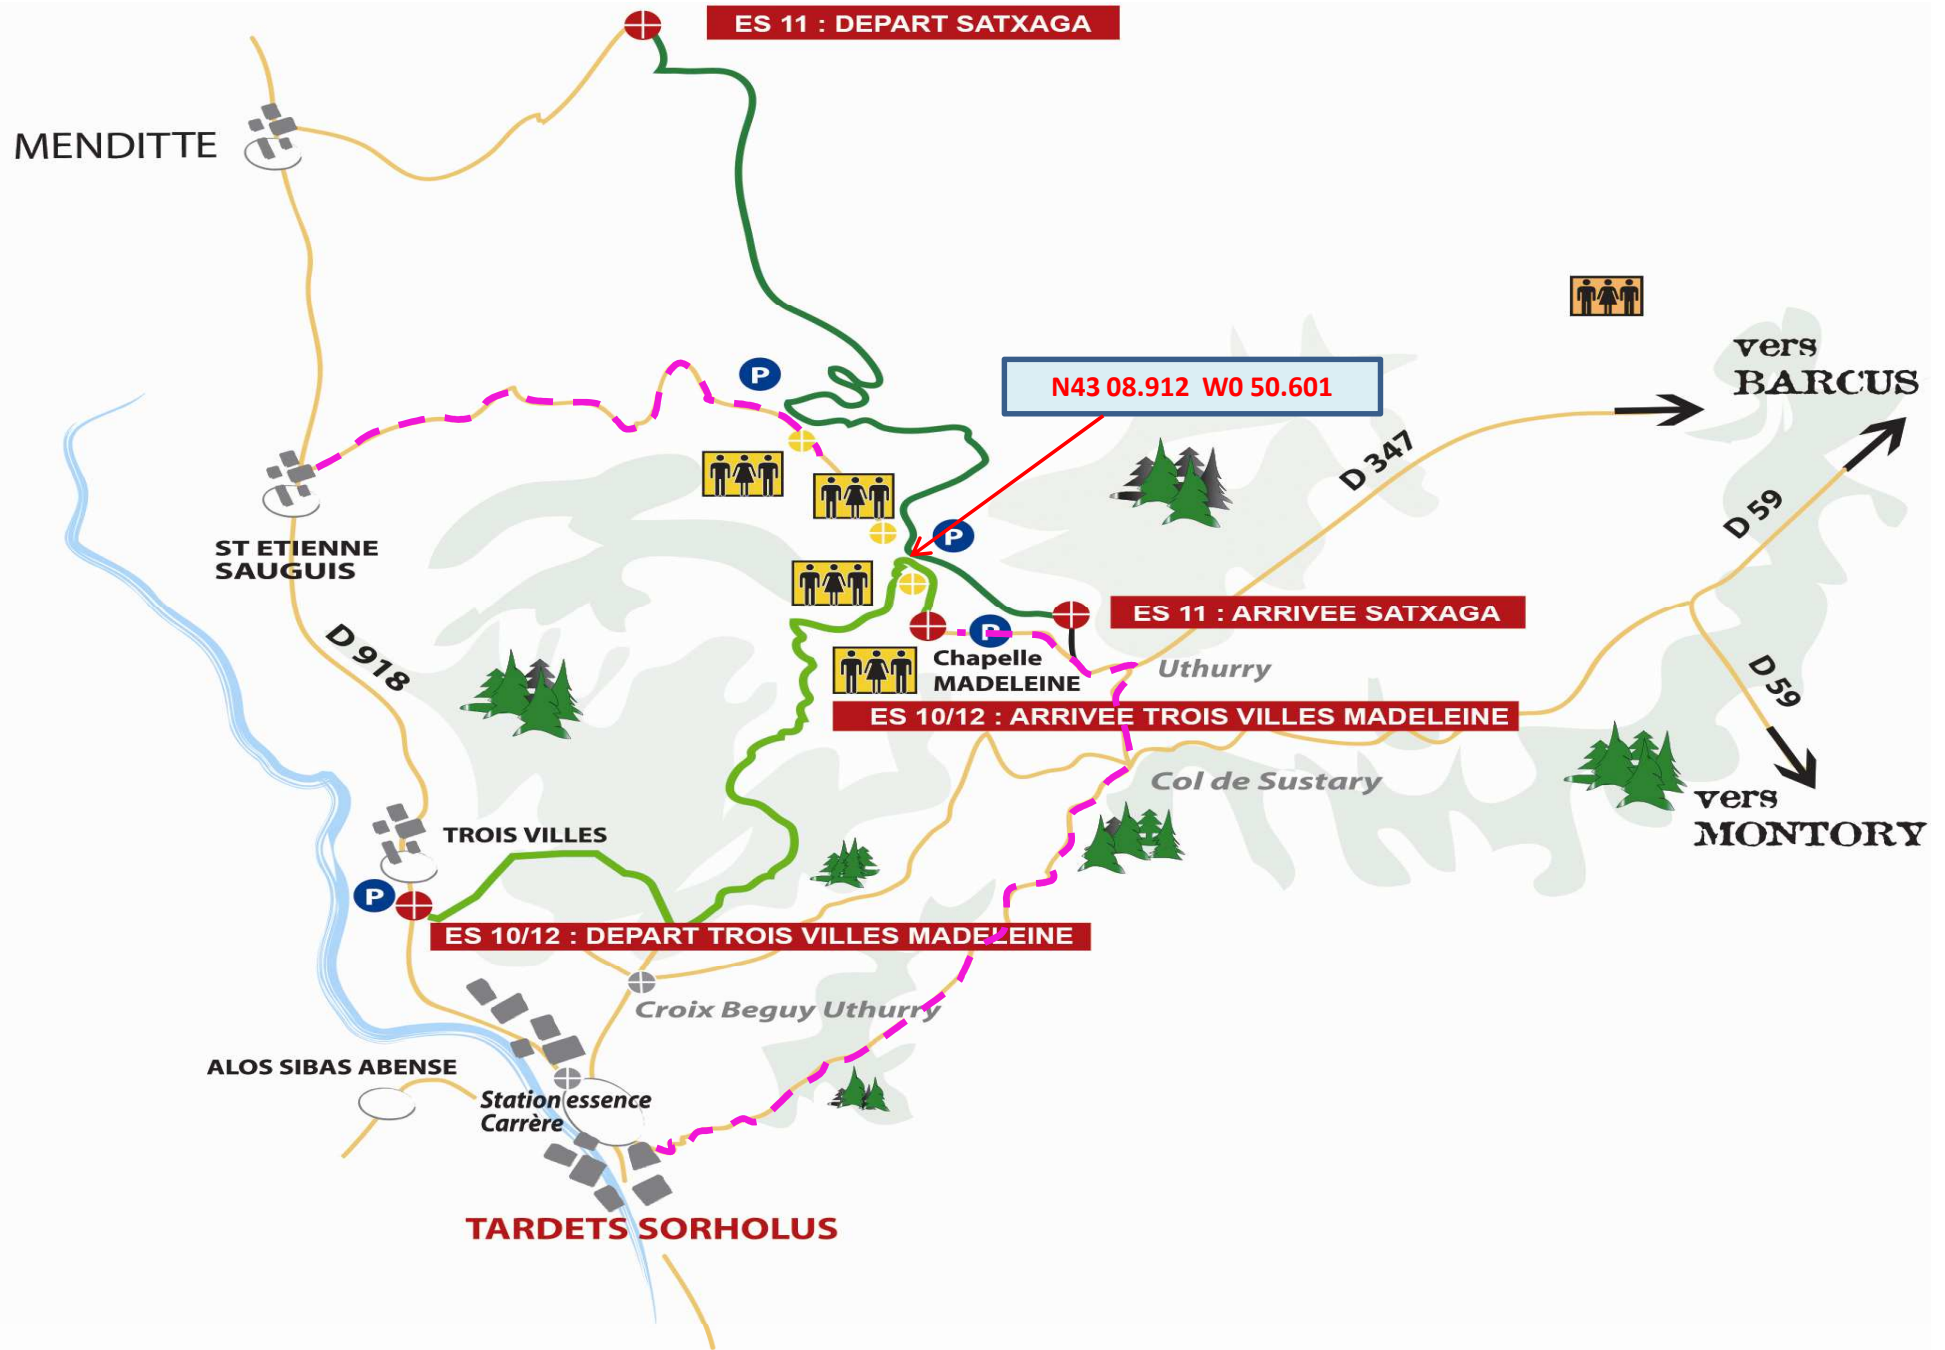 ES 11 : DEPART SATXAGA
MENDITTE
P
vers
BARCUS
N43 08.912 W0 50.601
D 347
D 59
P
ST ETIENNE
SAUGUIS
ES 11 : ARRIVEE SATXAGA
P
D 918
Chapelle
MADELEINE
Uthurry
D 59
ES 10/12 : ARRIVEE TROIS VILLES MADELEINE
Col de Sustary
vers
MONTORY
TROIS VILLES
P
ES 10/12 : DEPART TROIS VILLES MADELEINE
Croix Beguy Uthurry
ALOS SIBAS ABENSE
Station essence
Carrère
TARDETS SORHOLUS